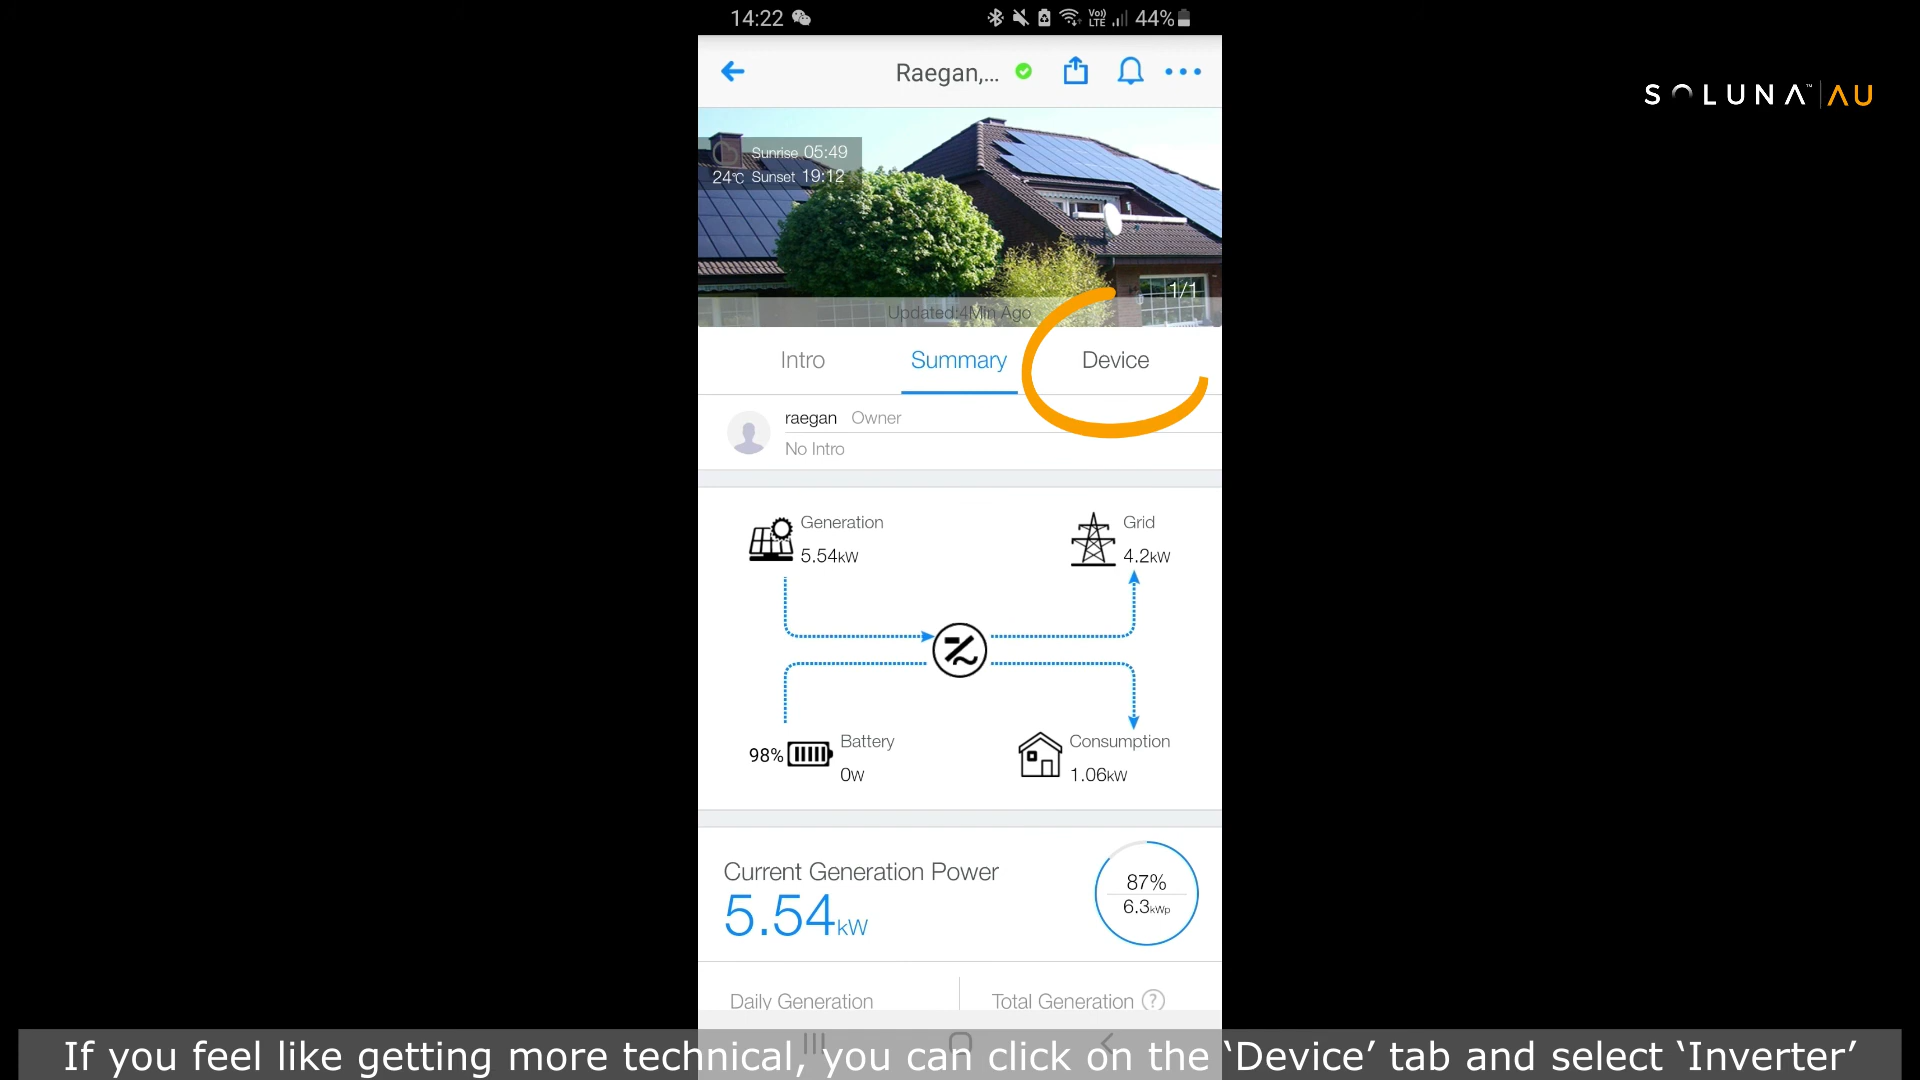 14:22
Vo)) LTE 44%
Raegan,...
SOLUNA™ AU
Sunrise 05:49
24℃ Sunset 19:12
1/1
Updated:4Min Ago
Intro Summary Device
raegan Owner
No Intro
Generation
5.54kW
Grid
4.2kW
98%
Battery
0W
Consumption
1.06kW
Current Generation Power
5.54kW
87%
6.3kWp
Daily Generation
Total Generation ?
If you feel like getting more technical, you can click on the ‘Device’ tab and select ‘Inverter’